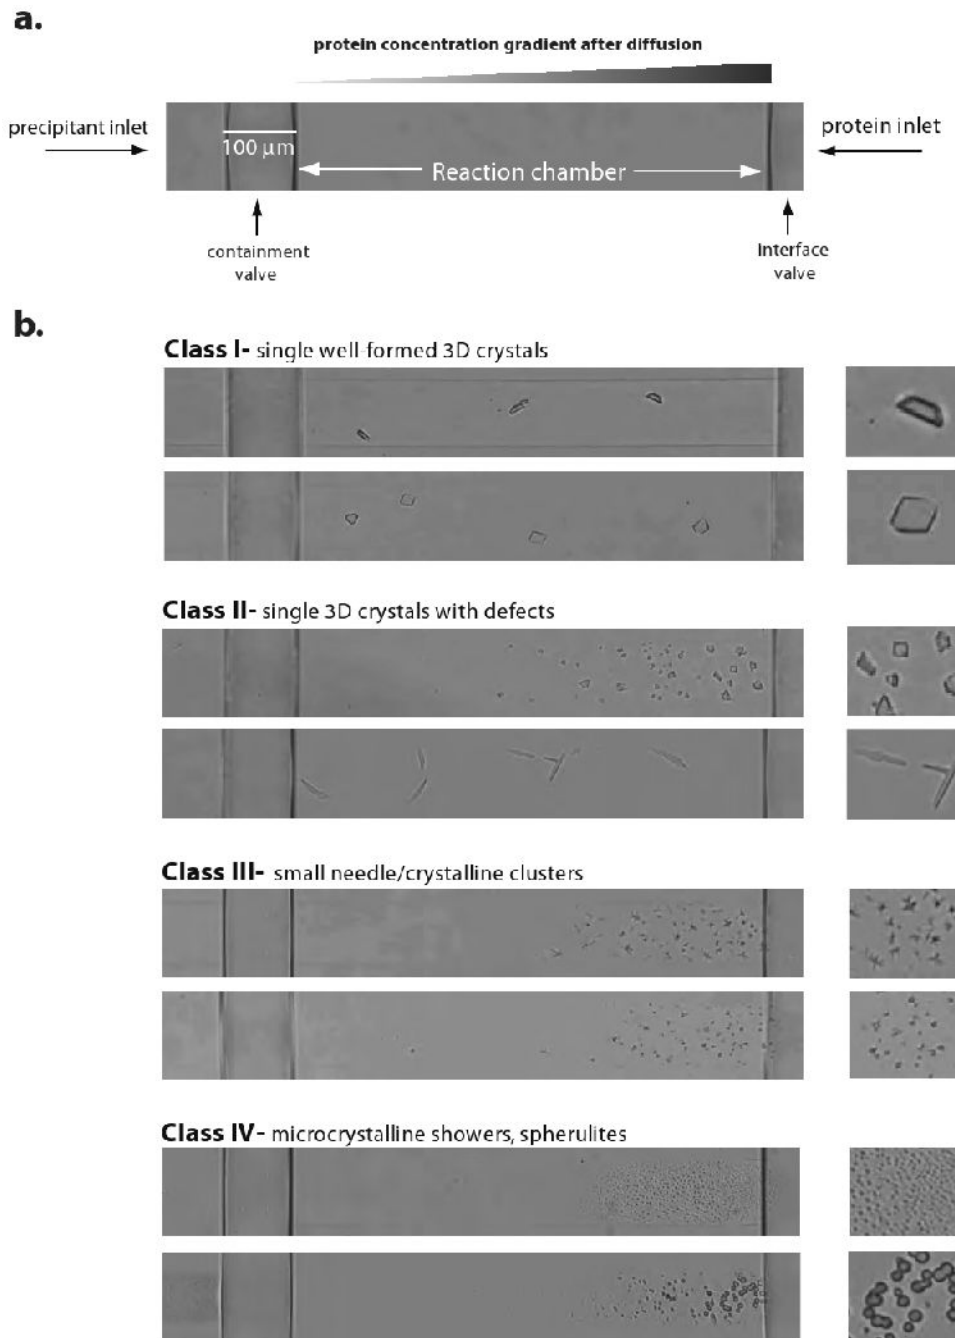 a.
protein concentration gradient after diffusion
precipitant inlet
protein inlet
100 µm
Reaction chamber
containment
valve
interface
valve
b.
Class I- single well-formed 3D crystals
Class II- single 3D crystals with defects
Class III- small needle/crystalline clusters
Class IV- microcrystalline showers, spherulites